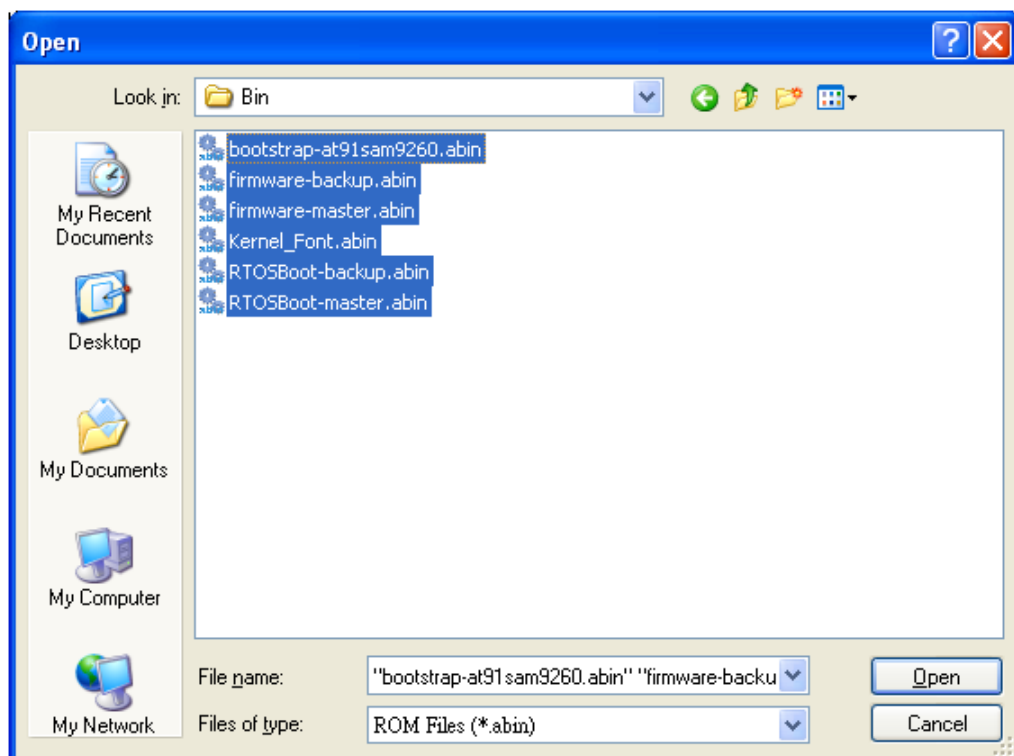 Open
Look in: Bin
bootstrap-at91sam9260.abin
firmware-backup.abin
firmware-master.abin
Kernel_Font.abin
RTOSBoot-backup.abin
RTOSBoot-master.abin
My Recent
Documents
Desktop
My Documents
My Computer
My Network
File name: "bootstrap-at91sam9260.abin" "firmware-backu Open
Files of type: ROM Files (*.abin) Cancel